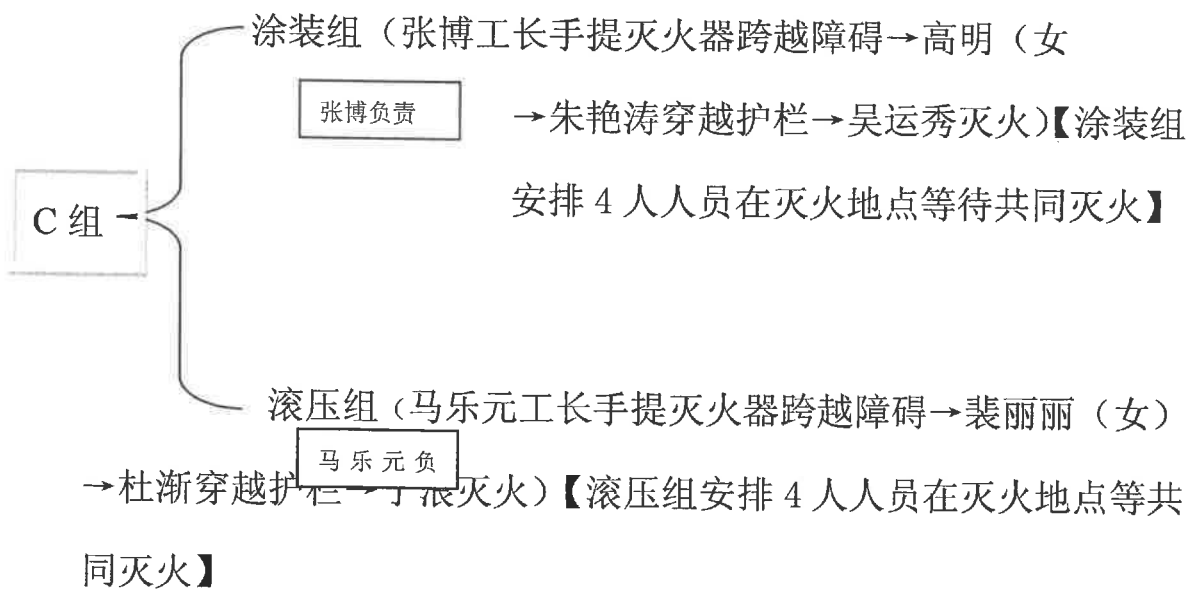 涂装组（张博工长手提灭火器跨越障碍→高明（女
张博负责
→朱艳涛穿越护栏→吴运秀灭火）【涂装组
C组
安排4人人员在灭火地点等待共同灭火】
滚压组（马乐元工长手提灭火器跨越障碍→裴丽丽（女）
马乐元负
→杜渐穿越护栏→灭火）【滚压组安排4人人员在灭火地点等共
同灭火】